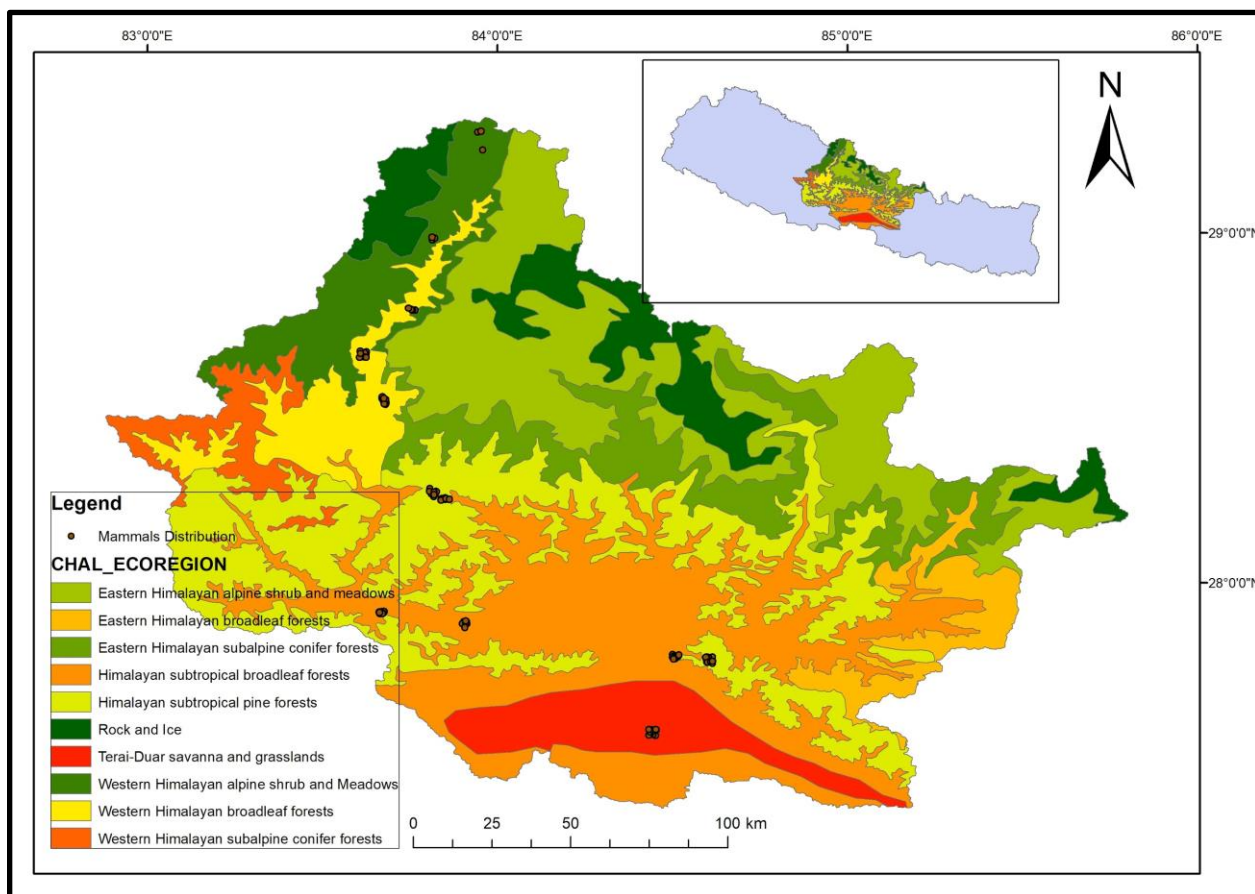 83°0'0"E 84°0'0"E 85°0'0"E 86°0'0"E
N
29°0'0"N
28°0'0"N
Legend
Mammals Distribution
CHAL_ECOREGION
Eastern Himalayan alpine shrub and meadows
Eastern Himalayan broadleaf forests
Eastern Himalayan subalpine conifer forests
Himalayan subtropical broadleaf forests
Himalayan subtropical pine forests
Rock and Ice
Terai-Duar savanna and grasslands
Western Himalayan alpine shrub and Meadows
Western Himalayan broadleaf forests
Western Himalayan subalpine conifer forests
0 25 50 100 km